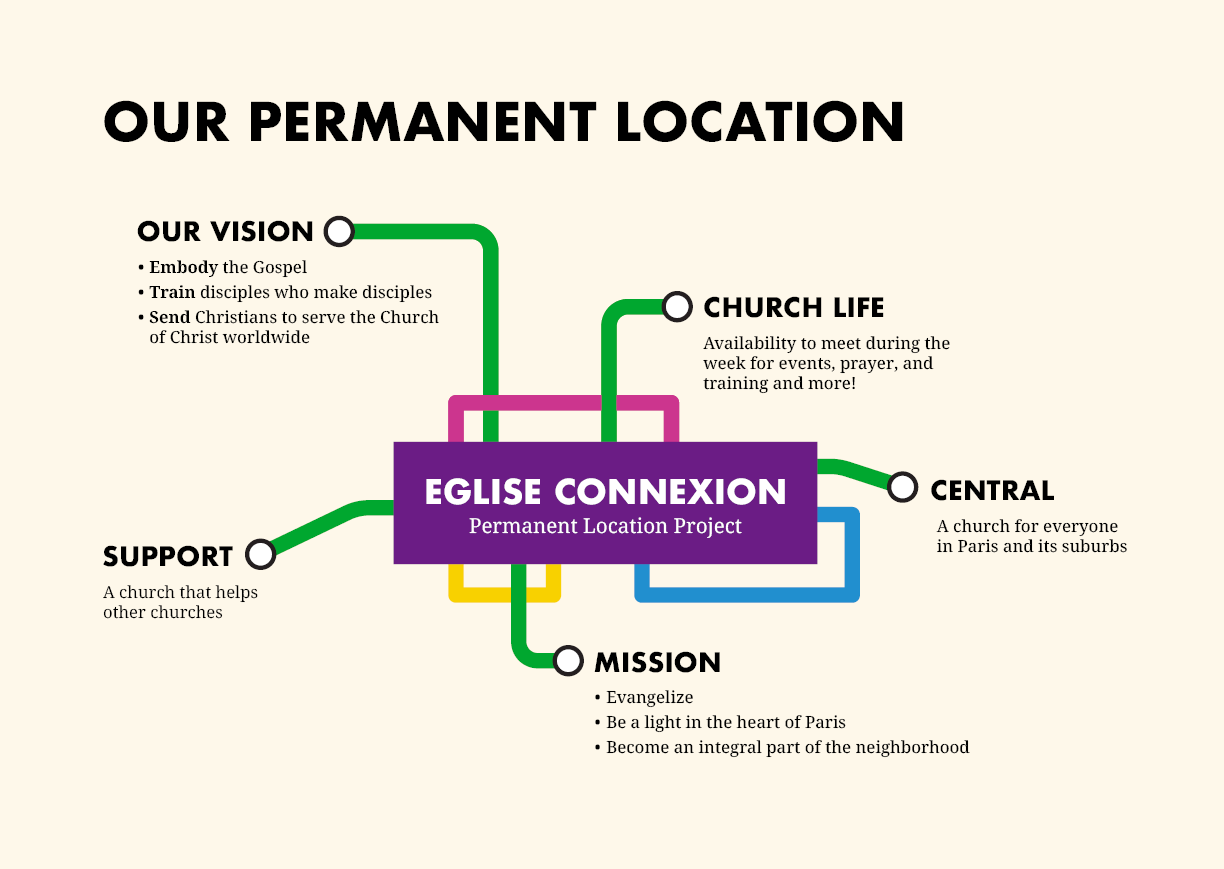 OUR PERMANENT LOCATION
OUR VISION
• Embody the Gospel
• Train disciples who make disciples
• Send Christians to serve the Church
of Christ worldwide
CHURCH LIFE
Availability to meet during the
week for events, prayer, and
training and more!
EGLISE CONNEXION
Permanent Location Project
CENTRAL
A church for everyone
in Paris and its suburbs
SUPPORT
A church that helps
other churches
MISSION
• Evangelize
• Be a light in the heart of Paris
• Become an integral part of the neighborhood